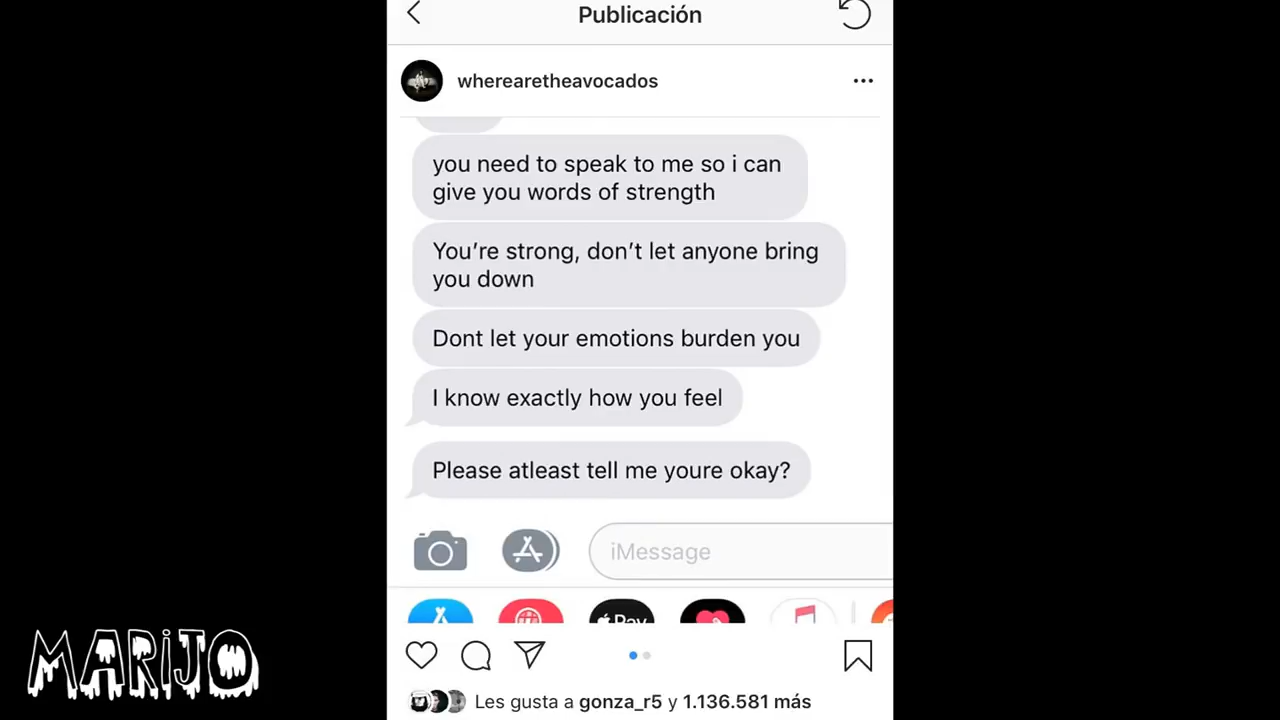 Publicación
wherearetheavocados
you need to speak to me so i can
give you words of strength
You’re strong, don’t let anyone bring
you down
Dont let your emotions burden you
I know exactly how you feel
Please atleast tell me youre okay?
iMessage
Pay
Les gusta a gonza_r5 y 1.136.581 más
MARiJO